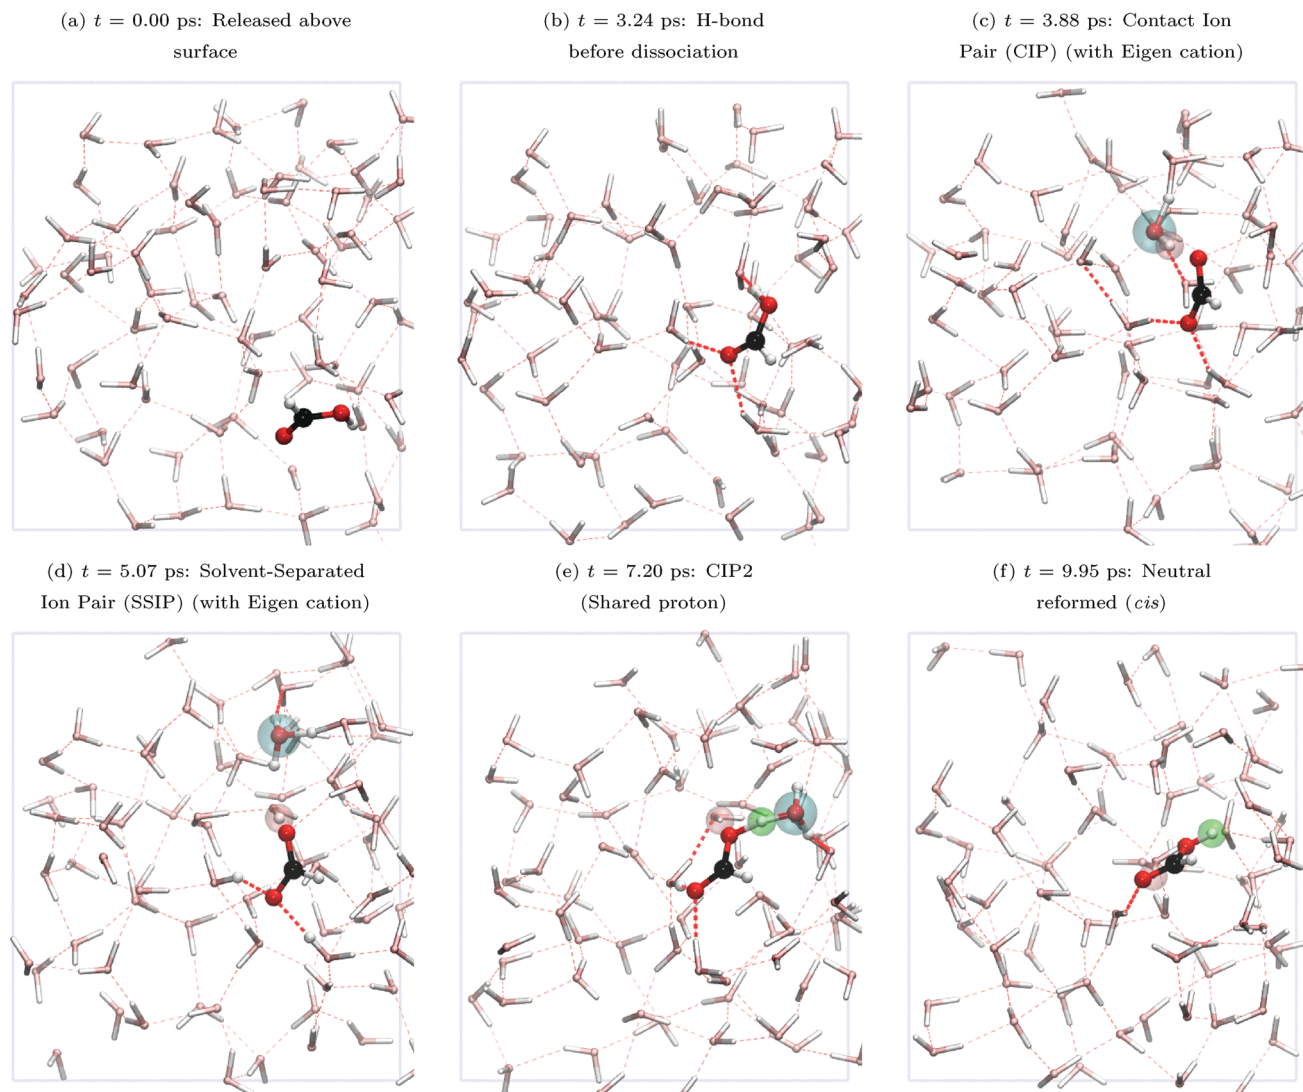 (a) t = 0.00 ps: Released above
surface
(b) t = 3.24 ps: H-bond
before dissociation
(c) t = 3.88 ps: Contact Ion
Pair (CIP) (with Eigen cation)
(d) t = 5.07 ps: Solvent-Separated
Ion Pair (SSIP) (with Eigen cation)
(e) t = 7.20 ps: CIP2
(Shared proton)
(f) t = 9.95 ps: Neutral
reformed (cis)